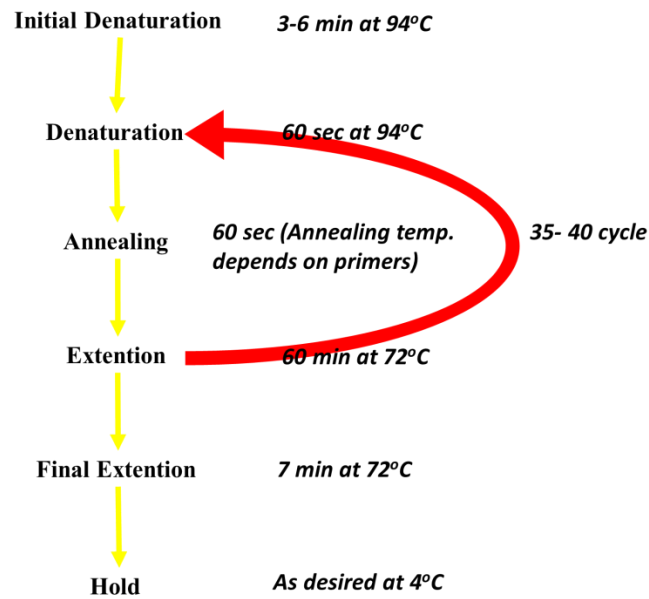 Initial Denaturation 3-6 min at 94°C
Denaturation 60 sec at 94°C
Annealing 60 sec (Annealing temp.
depends on primers)
35- 40 cycle
Extention 60 min at 72°C
Final Extention 7 min at 72°C
Hold As desired at 4°C